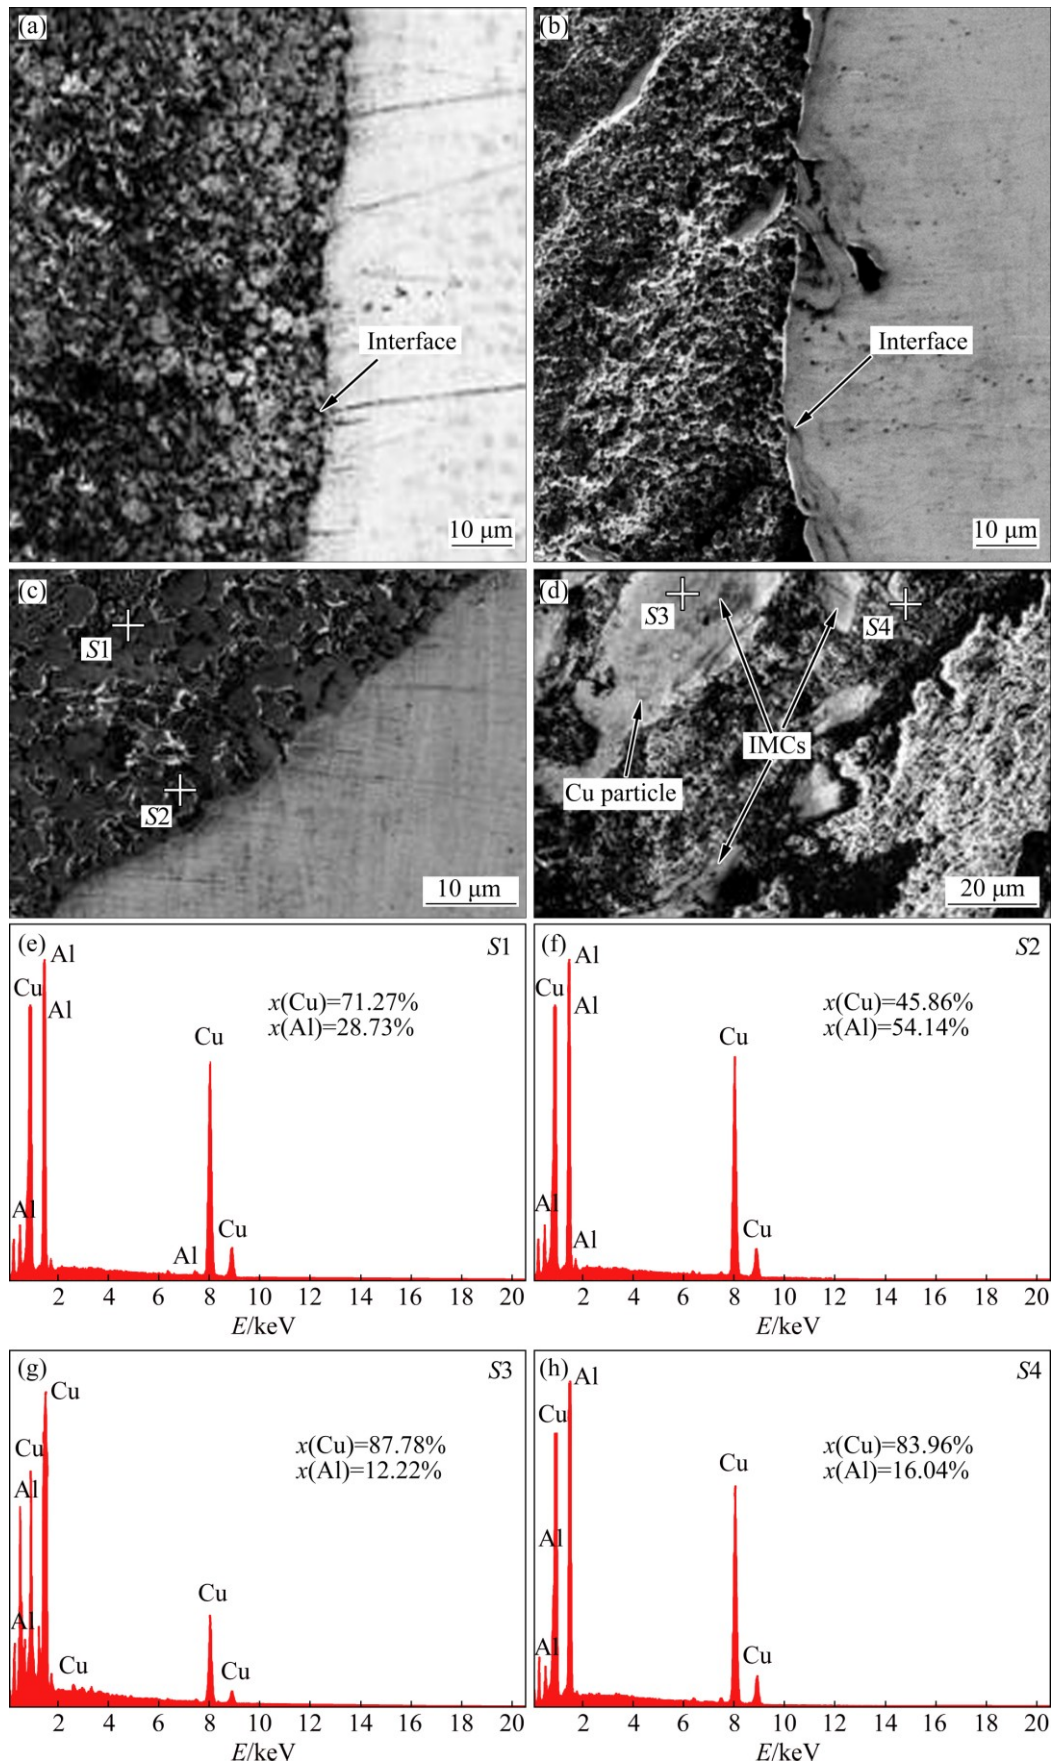 (a)
Interface
10 μm
(b)
Interface
10 μm
(c)
S1
S2
10 μm
(d)
S3
S4
IMCs
Cu particle
20 μm
(e)
S1
Al
Cu
Al
x(Cu)=71.27%
x(Al)=28.73%
Cu
Al
Al
Cu
2 4 6 8 10 12 14 16 18 20
E/keV
(f)
S2
Al
Cu
Al
x(Cu)=45.86%
x(Al)=54.14%
Cu
Al
Al
Cu
2 4 6 8 10 12 14 16 18 20
E/keV
(g)
S3
Cu
Cu
Al
x(Cu)=87.78%
x(Al)=12.22%
Cu
Al
Cu
Cu
2 4 6 8 10 12 14 16 18 20
E/keV
(h)
S4
Al
Cu
x(Cu)=83.96%
x(Al)=16.04%
Cu
Al
Al
Cu
2 4 6 8 10 12 14 16 18 20
E/keV